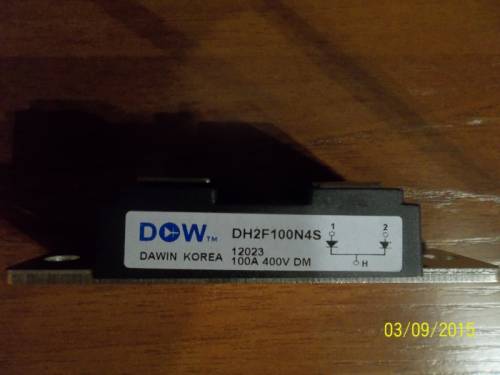 DOW™ DH2F100N4S 1 2
DAWIN KOREA 12023
100A 400V DM H
03/09/2015